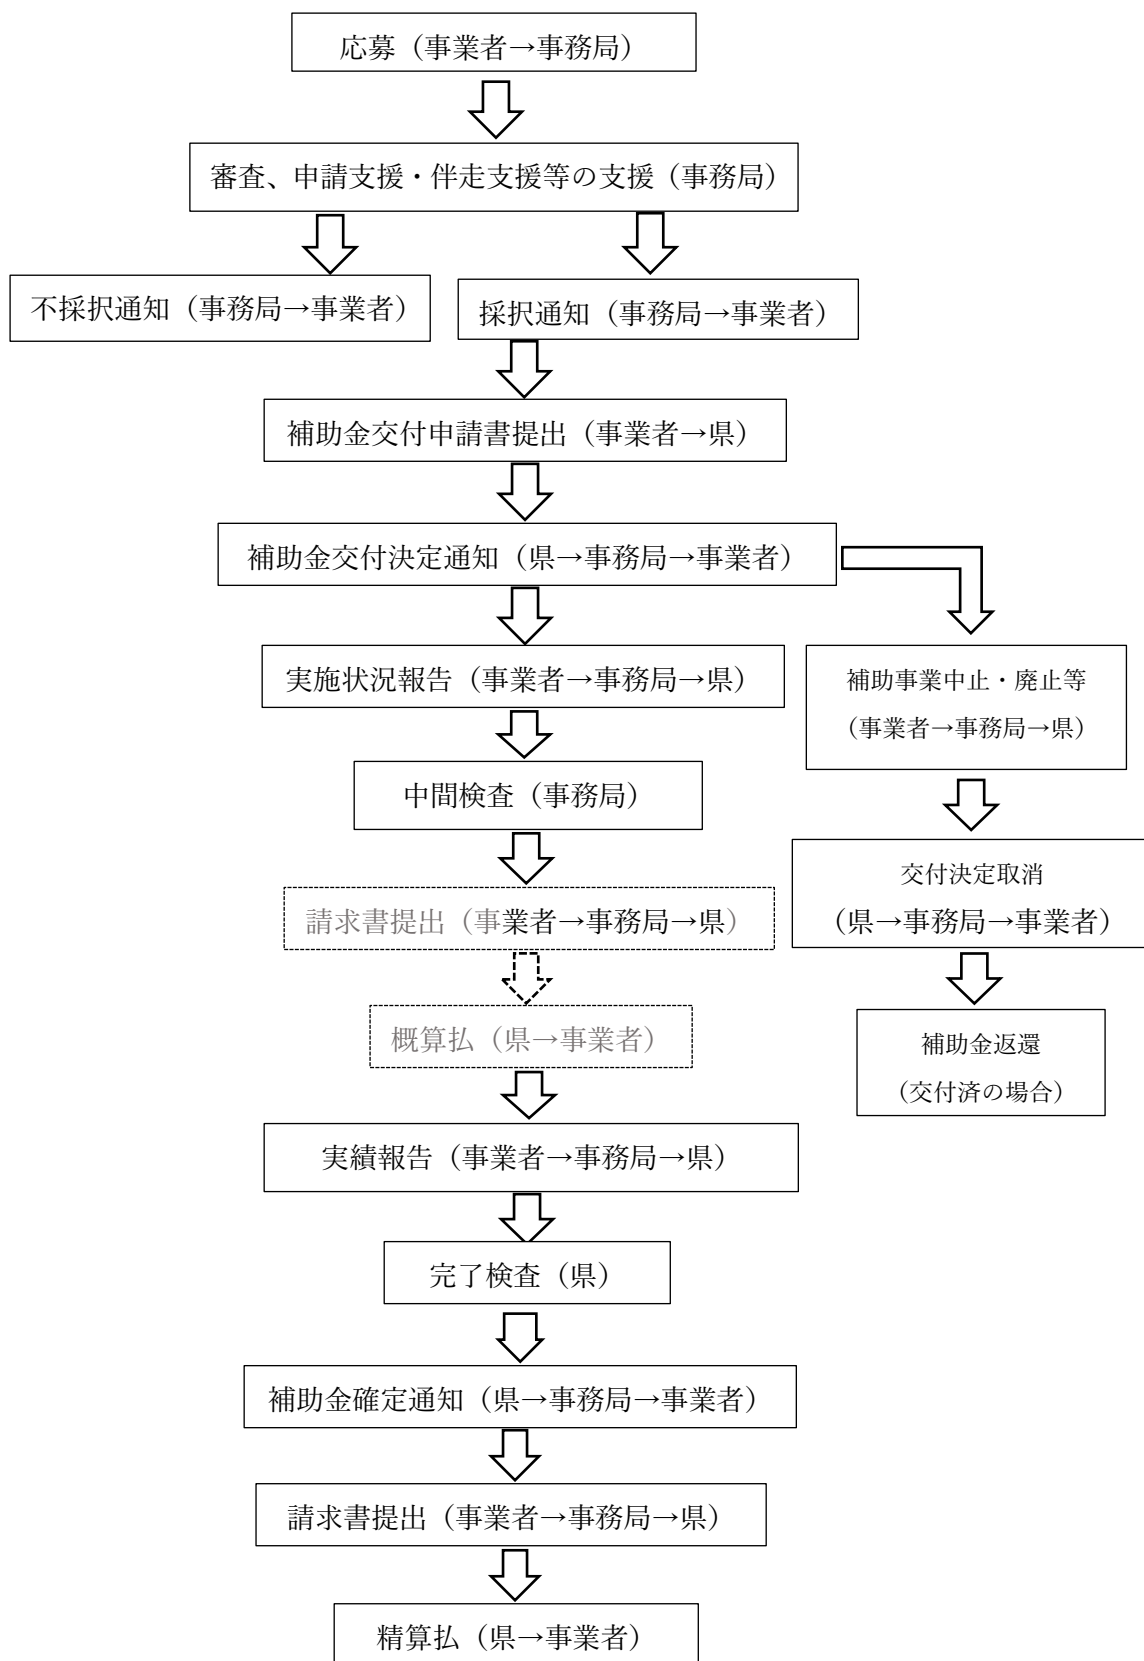 応募（事業者→事務局）
審査、申請支援・伴走支援等の支援（事務局）
不採択通知（事務局→事業者）
採択通知（事務局→事業者）
補助金交付申請書提出（事業者→県）
補助金交付決定通知（県→事務局→事業者）
実施状況報告（事業者→事務局→県）
補助事業中止・廃止等
（事業者→事務局→県）
中間検査（事務局）
交付決定取消
（県→事務局→事業者）
請求書提出（事業者→事務局→県）
概算払（県→事業者）
補助金返還
（交付済の場合）
実績報告（事業者→事務局→県）
完了検査（県）
補助金確定通知（県→事務局→事業者）
請求書提出（事業者→事務局→県）
精算払（県→事業者）